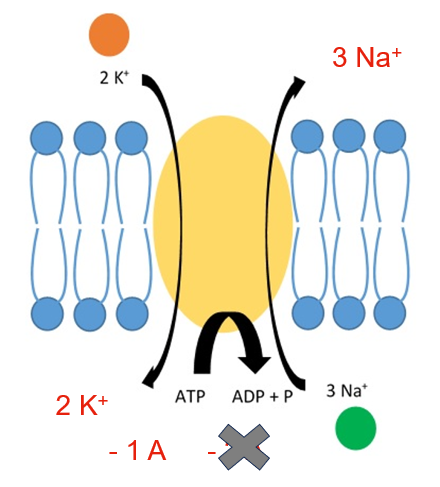 3 Na⁺
2 K⁺
ATP ADP + P 3 Na⁺
2 K⁺
- 1 A -